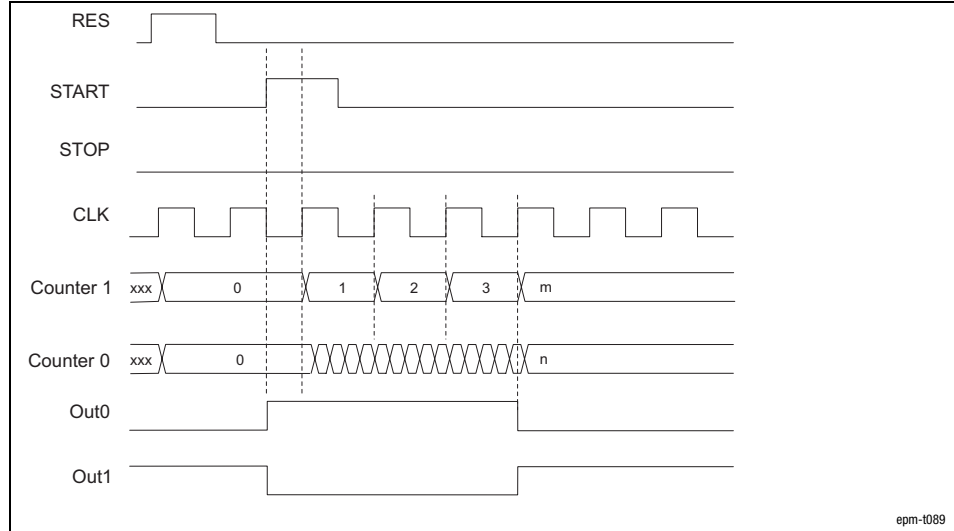 RES
START
STOP
CLK
Counter 1 xxx 0 1 2 3 m
Counter 0 xxx 0 n
Out0
Out1
epm-t089